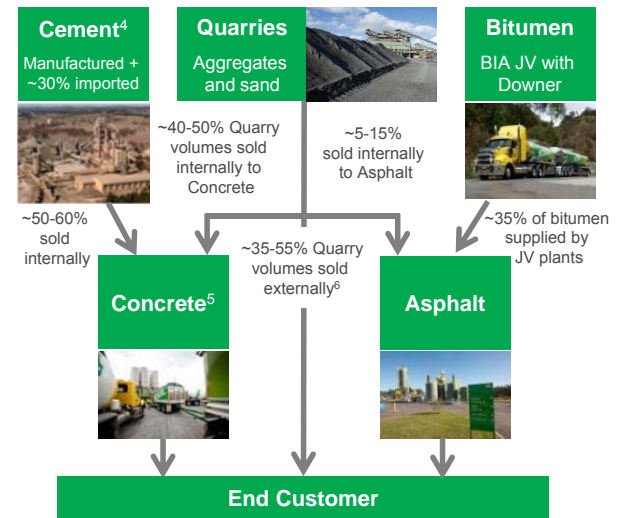 Cement4
Manufactured +
~30% imported
Quarries
Aggregates
and sand
Bitumen
BIA JV with
Downer
~40-50% Quarry
volumes sold
internally to
Concrete
~5-15%
sold internally
to Asphalt
~50-60%
sold
internally
~35% of bitumen
supplied by
JV plants
~35-55% Quarry
volumes sold
externally6
Concrete5
Asphalt
End Customer